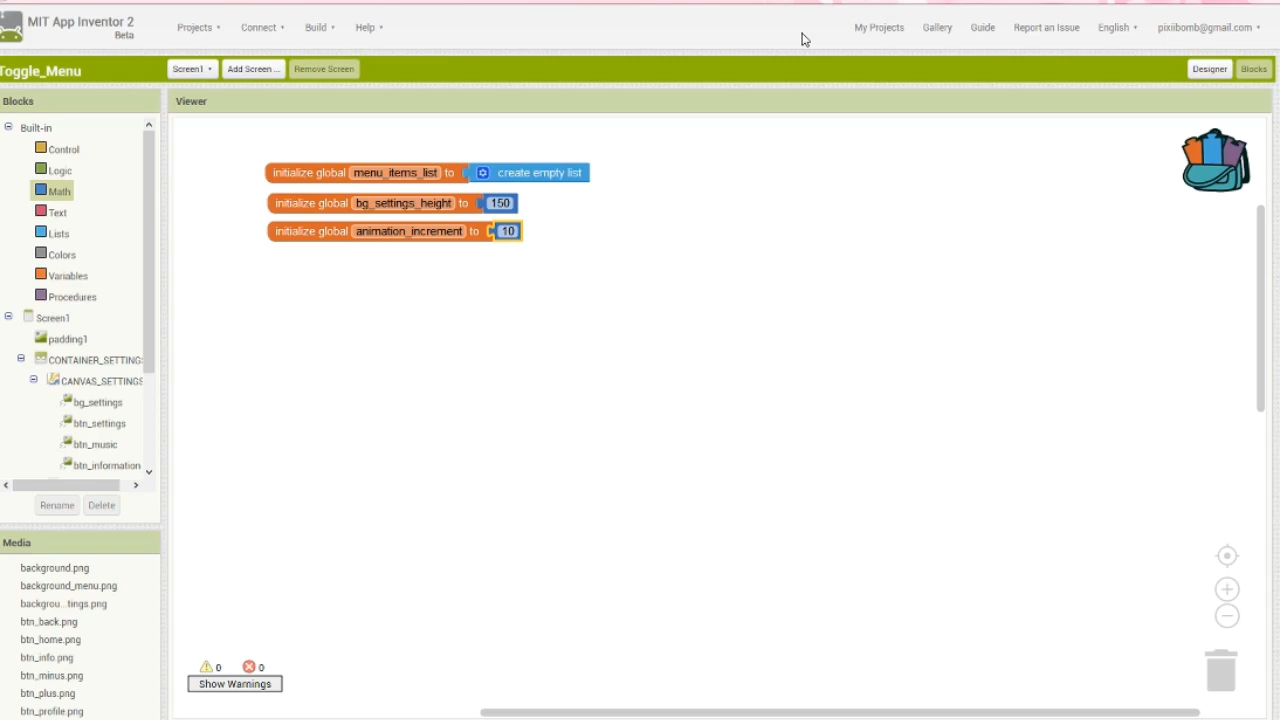 MIT App Inventor 2
Beta
Projects Connect Build Help
My Projects Gallery Guide Report an Issue English pixiibomb@gmail.com
Toggle_Menu
Screen1 Add Screen ... Remove Screen
Designer Blocks
Blocks
Viewer
Built-in
Control
Logic
Math
Text
Lists
Colors
Variables
Procedures
Screen1
padding1
CONTAINER_SETTING
CANVAS_SETTINGS
bg_settings
btn_settings
btn_music
btn_information
Rename Delete
Media
background.png
background_menu.png
backgrou...tings.png
btn_back.png
btn_home.png
btn_info.png
btn_minus.png
btn_plus.png
btn_profile.png
initialize global menu_items_list to create empty list
initialize global bg_settings_height to 150
initialize global animation_increment to 10
0 0
Show Warnings